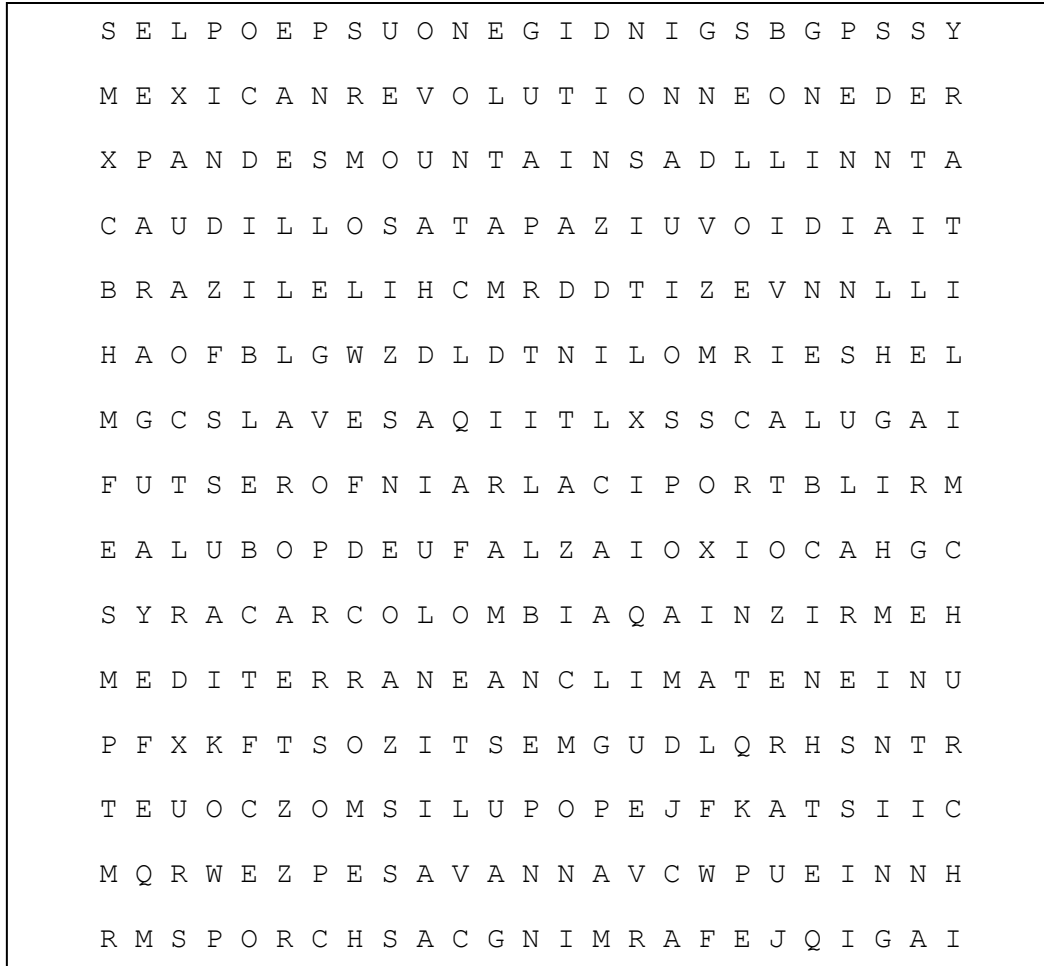 S E L P O E P S U O N E G I D N I G S B G P S S Y
M E X I C A N R E V O L U T I O N N E O N E D E R
X P A N D E S M O U N T A I N S A D L L I N N T A
C A U D I L L O S A T A P A Z I U V O I D I A I T
B R A Z I L E L I H C M R D D T I Z E V N N L L I
H A O F B L G W Z D L D T N I L O M R I E S H E L
M G C S L A V E S A Q I I T L X S S C A L U G A I
F U T S E R O F N I A R L A C I P O R T B L I R M
E A L U B O P D E U F A L Z A I O X I O C A H G C
S Y R A C A R C O L O M B I A Q A I N Z I R M E H
M E D I T E R R A N E A N C L I M A T E N E I N U
P F X K F T S O Z I T S E M G U D L Q R H S N T R
T E U O C Z O M S I L U P O P E J F K A T S I I C
M Q R W E Z P E S A V A N N A V C W P U E I N N H
R M S P O R C H S A C G N I M R A F E J Q I G A I